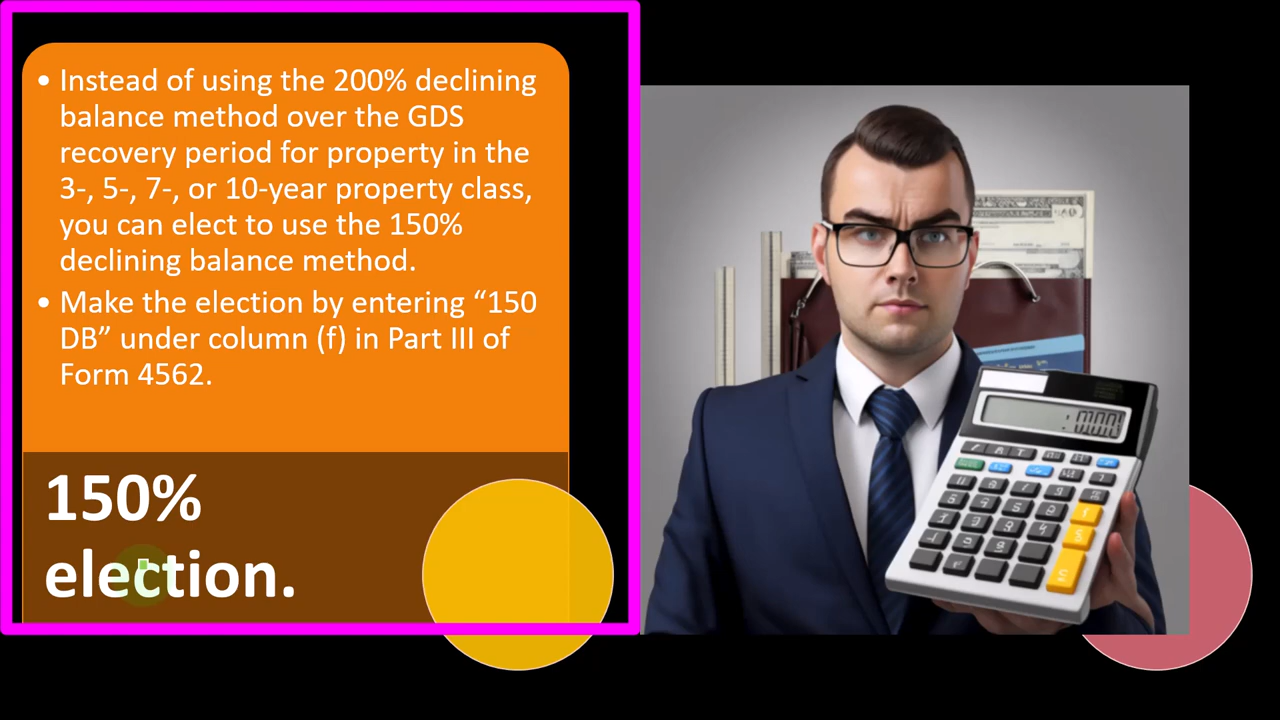 • Instead of using the 200% declining
balance method over the GDS
recovery period for property in the
3-, 5-, 7-, or 10-year property class,
you can elect to use the 150%
declining balance method.
• Make the election by entering “150
DB” under column (f) in Part III of
Form 4562.
150%
election.